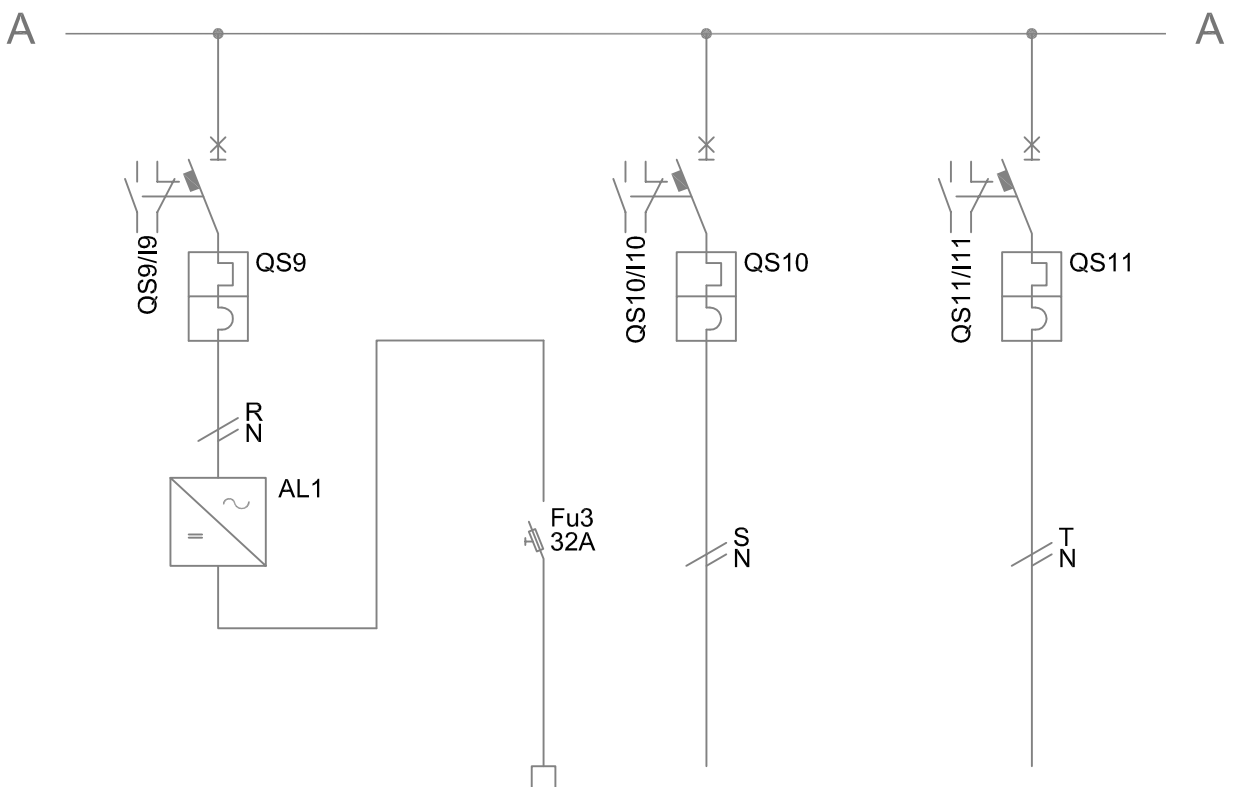 A
A
QS9/I9
QS9
QS10/I10
QS10
QS11/I11
QS11
R
N
AL1
Fu3
32A
S
N
T
N